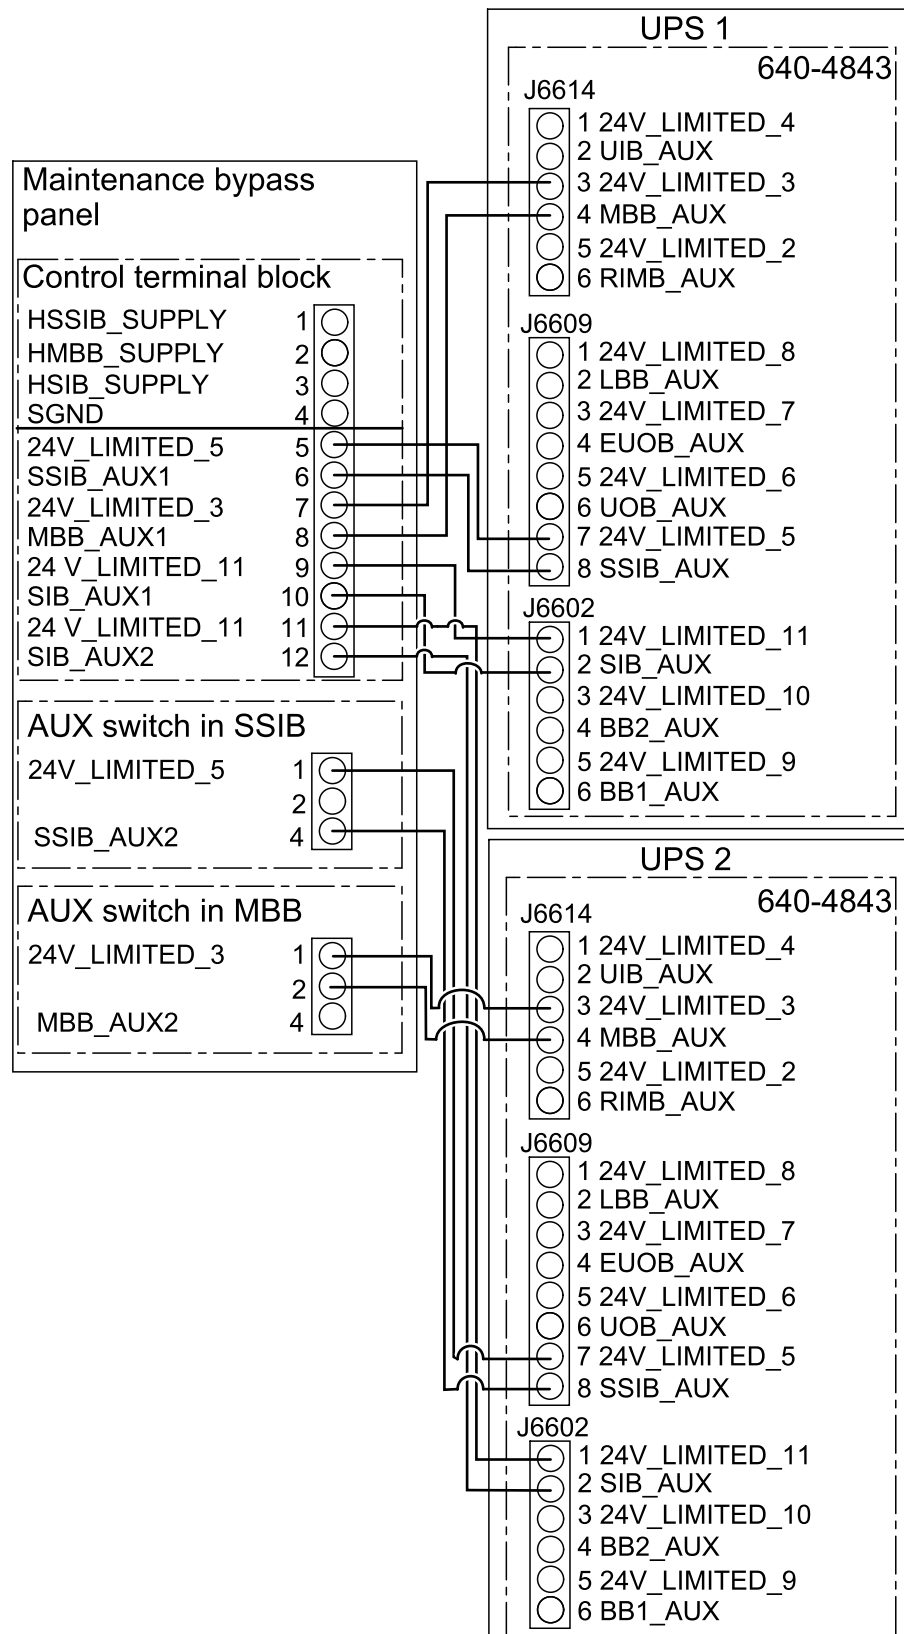 Maintenance bypass
panel
Control terminal block
HSSIB_SUPPLY 1
HMBB_SUPPLY 2
HSIB_SUPPLY 3
SGND 4
24V_LIMITED_5 5
SSIB_AUX1 6
24V_LIMITED_3 7
MBB_AUX1 8
24 V_LIMITED_11 9
SIB_AUX1 10
24 V_LIMITED_11 11
SIB_AUX2 12
AUX switch in SSIB
24V_LIMITED_5 1
2
SSIB_AUX2 4
AUX switch in MBB
24V_LIMITED_3 1
2
MBB_AUX2 4
UPS 1
640-4843
J6614
1 24V_LIMITED_4
2 UIB_AUX
3 24V_LIMITED_3
4 MBB_AUX
5 24V_LIMITED_2
6 RIMB_AUX
J6609
1 24V_LIMITED_8
2 LBB_AUX
3 24V_LIMITED_7
4 EUOB_AUX
5 24V_LIMITED_6
6 UOB_AUX
7 24V_LIMITED_5
8 SSIB_AUX
J6602
1 24V_LIMITED_11
2 SIB_AUX
3 24V_LIMITED_10
4 BB2_AUX
5 24V_LIMITED_9
6 BB1_AUX
UPS 2
640-4843
J6614
1 24V_LIMITED_4
2 UIB_AUX
3 24V_LIMITED_3
4 MBB_AUX
5 24V_LIMITED_2
6 RIMB_AUX
J6609
1 24V_LIMITED_8
2 LBB_AUX
3 24V_LIMITED_7
4 EUOB_AUX
5 24V_LIMITED_6
6 UOB_AUX
7 24V_LIMITED_5
8 SSIB_AUX
J6602
1 24V_LIMITED_11
2 SIB_AUX
3 24V_LIMITED_10
4 BB2_AUX
5 24V_LIMITED_9
6 BB1_AUX